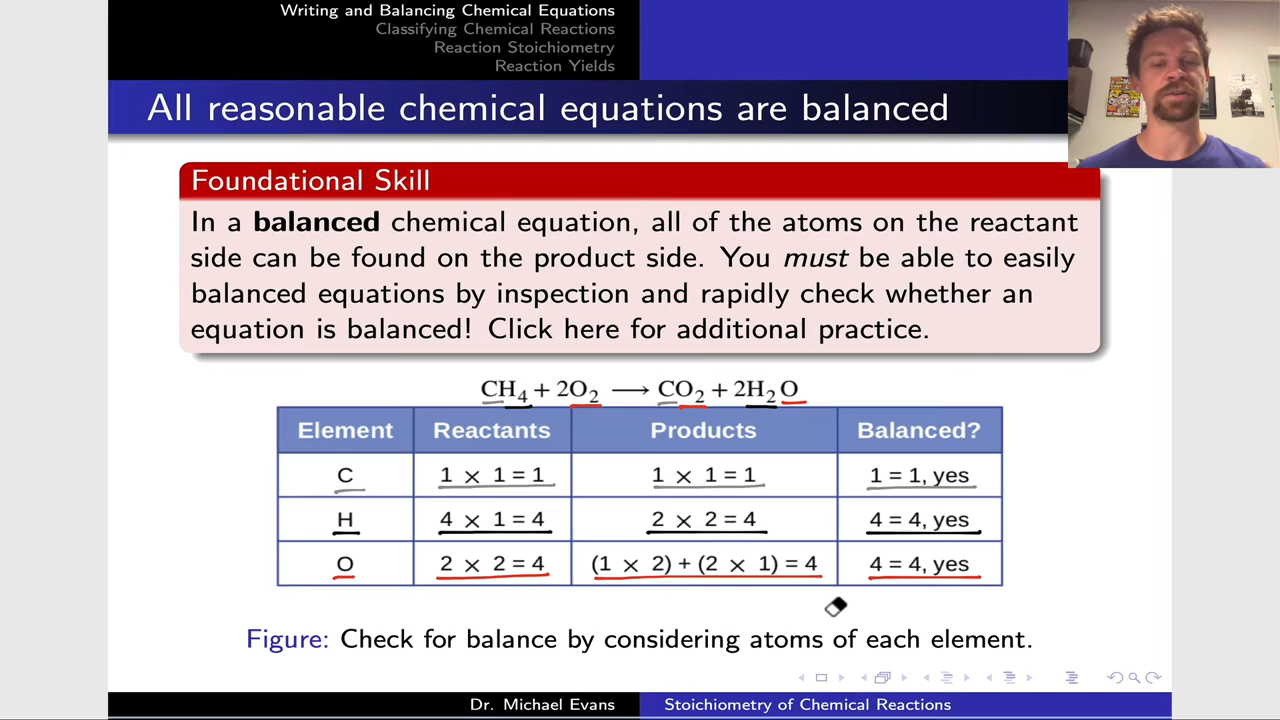 Writing and Balancing Chemical Equations
Classifying Chemical Reactions
Reaction Stoichiometry
Reaction Yields
All reasonable chemical equations are balanced
Foundational Skill
In a balanced chemical equation, all of the atoms on the reactant
side can be found on the product side. You must be able to easily
balanced equations by inspection and rapidly check whether an
equation is balanced! Click here for additional practice.
CH₄ + 2O₂ ⟶ CO₂ + 2H₂O
Element Reactants Products Balanced?
C 1 × 1 = 1 1 × 1 = 1 1 = 1, yes
H 4 × 1 = 4 2 × 2 = 4 4 = 4, yes
O 2 × 2 = 4 (1 × 2) + (2 × 1) = 4 4 = 4, yes
Figure: Check for balance by considering atoms of each element.
Dr. Michael Evans Stoichiometry of Chemical Reactions